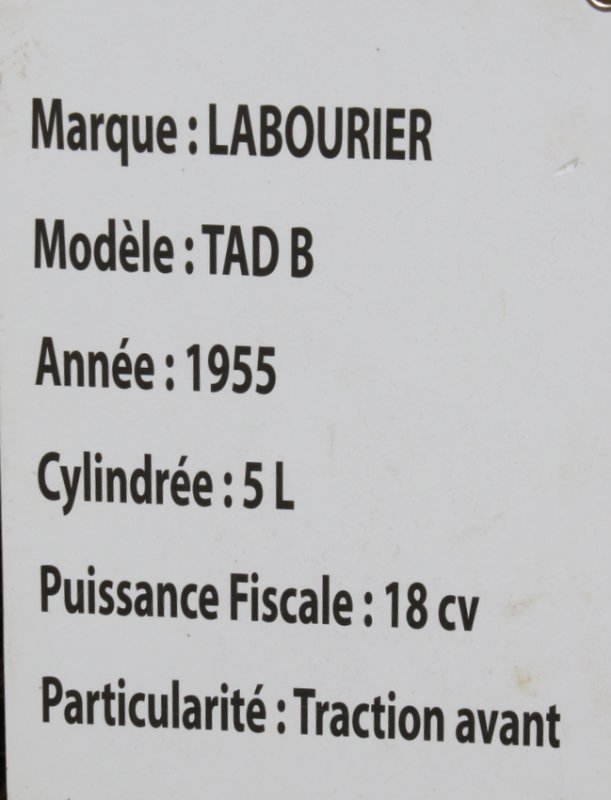 Marque : LABOURIER
Modèle : TAD B
Année : 1955
Cylindrée : 5 L
Puissance Fiscale : 18 cv
Particularité : Traction avant